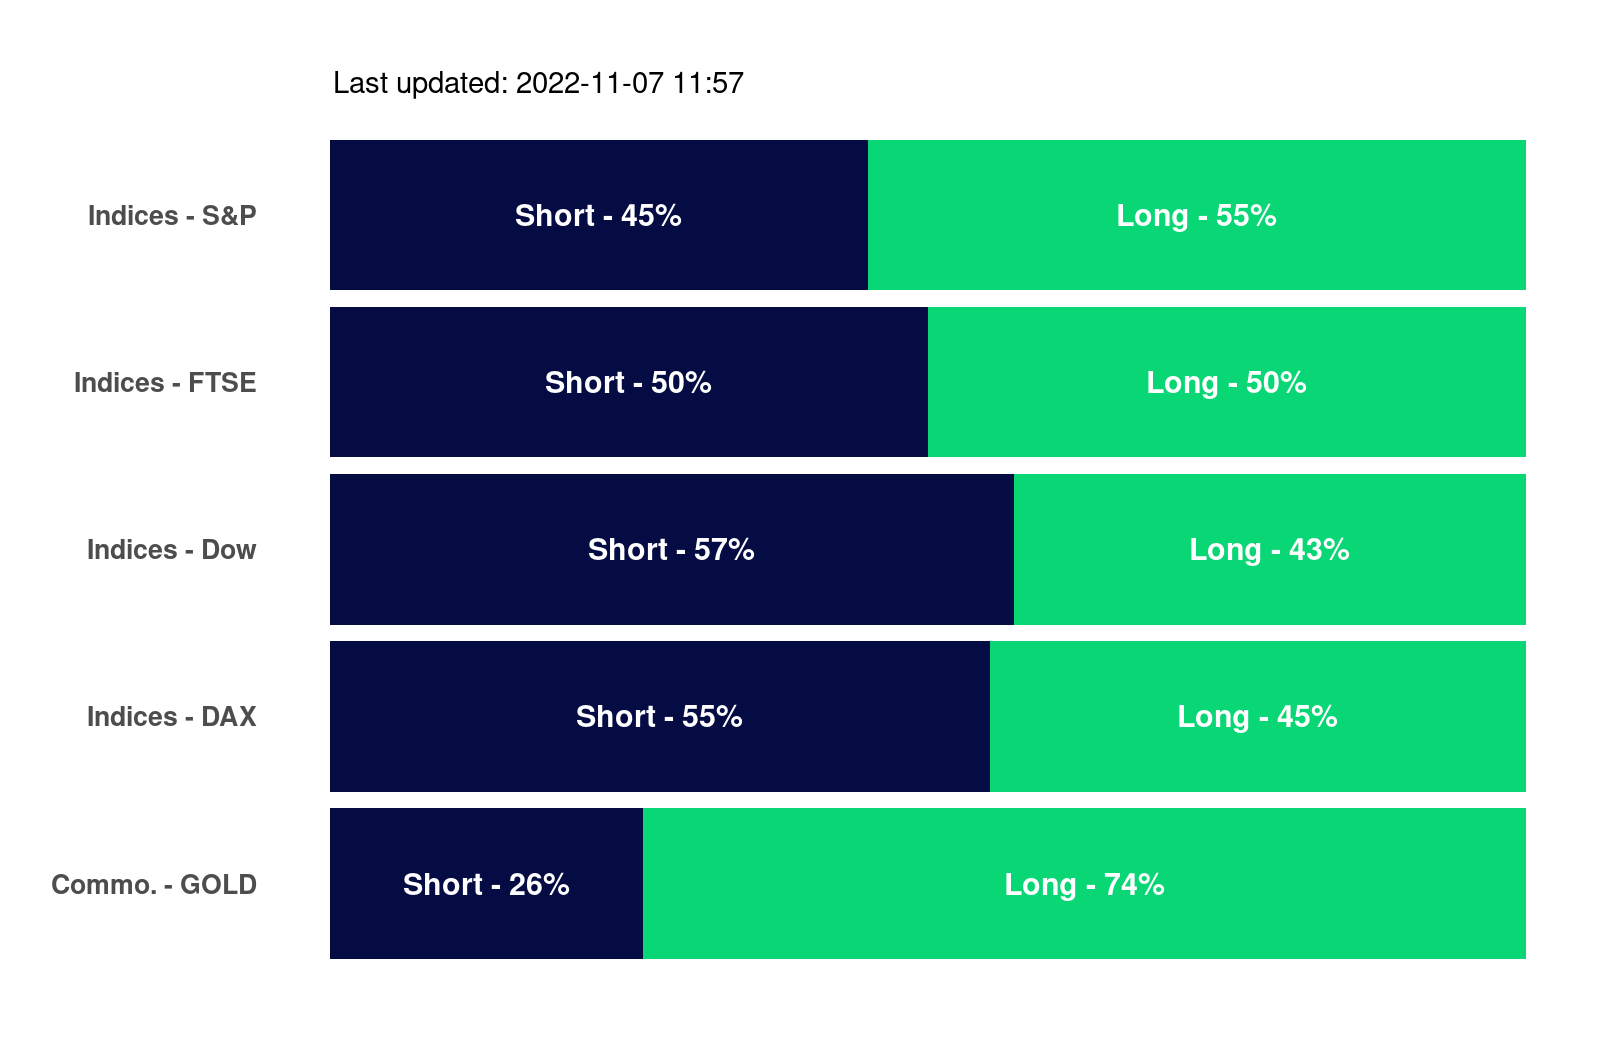 Last updated: 2022-11-07 11:57
Indices - S&P Short - 45% Long - 55%
Indices - FTSE Short - 50% Long - 50%
Indices - Dow Short - 57% Long - 43%
Indices - DAX Short - 55% Long - 45%
Commo. - GOLD Short - 26% Long - 74%